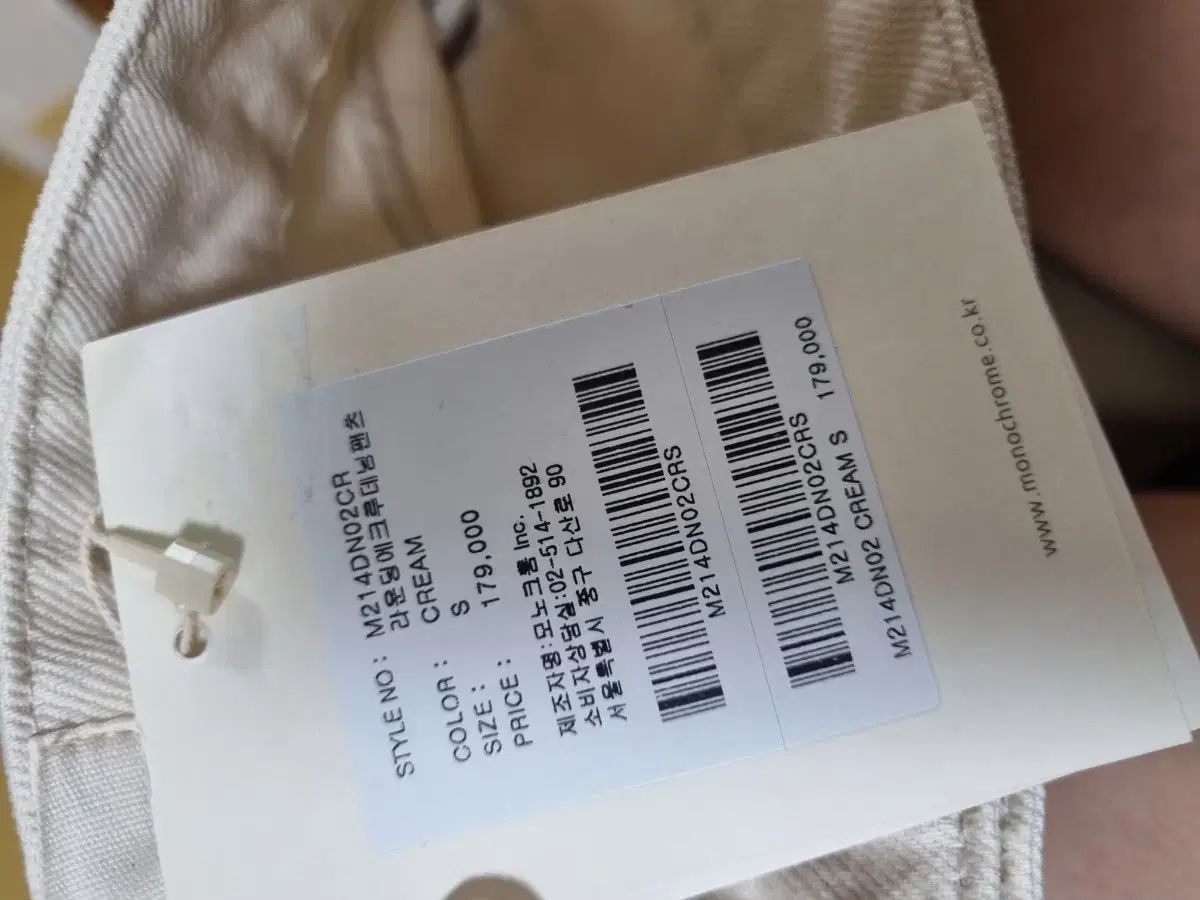 STYLE NO : M214DN02CR
라운딩에크루데님팬츠
COLOR : CREAM
SIZE : S
PRICE : 179,000
제조자명:모노크롬 Inc.
소비자상담실:02-514-1892
서울특별시 중구 다산로 90
M214DN02CRS
M214DN02CRS
M214DN02 CREAM S 179,000
www.monochrome.co.kr